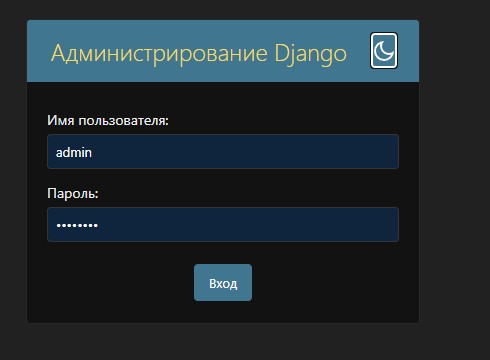 Администрирование Django
Имя пользователя:
admin
Пароль:
••••••••
Вход